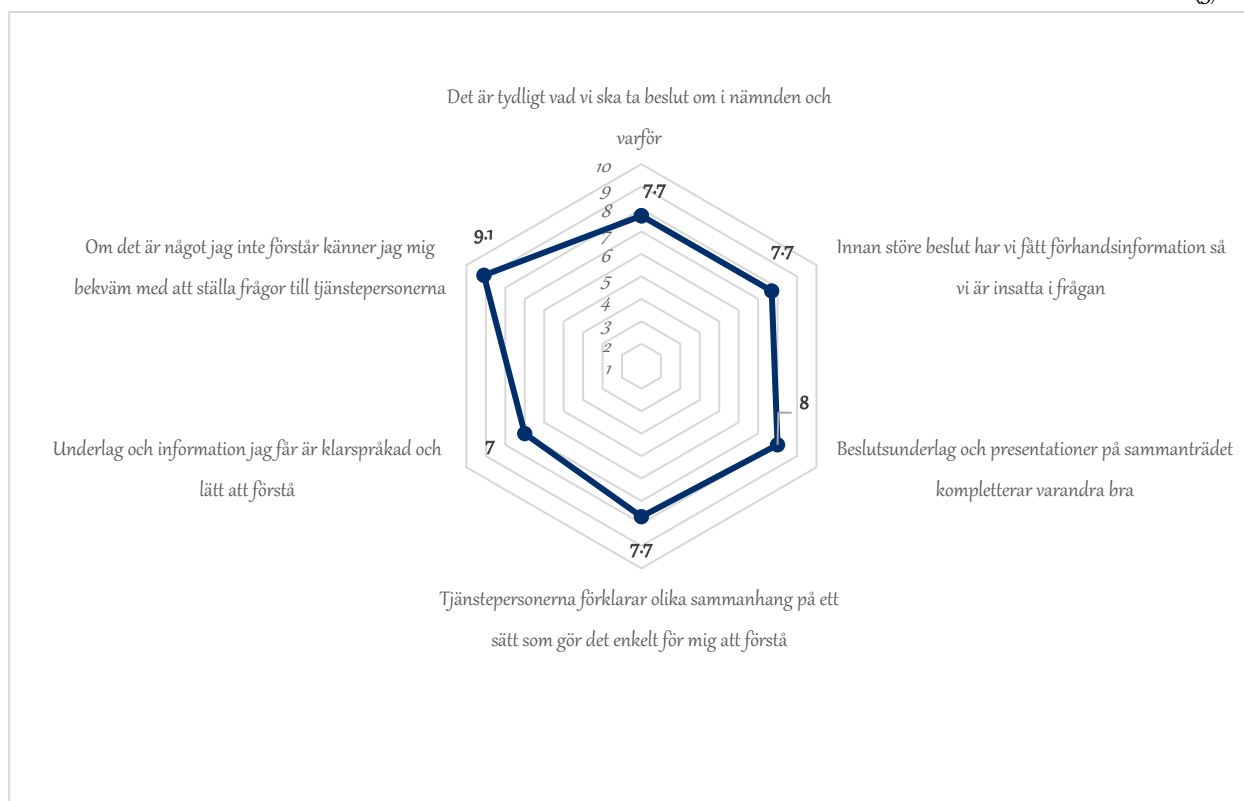 Det är tydligt vad vi ska ta beslut om i nämnden och
varför
10
9
8
7
6
5
4
3
2
1
7.7
7.7
8
7.7
7
9.1
Innan störe beslut har vi fått förhandsinformation så
vi är insatta i frågan
Beslutsunderlag och presentationer på sammanträdet
kompletterar varandra bra
Tjänstepersonerna förklarar olika sammanhang på ett
sätt som gör det enkelt för mig att förstå
Underlag och information jag får är klarspråkad och
lätt att förstå
Om det är något jag inte förstår känner jag mig
bekväm med att ställa frågor till tjänstepersonerna